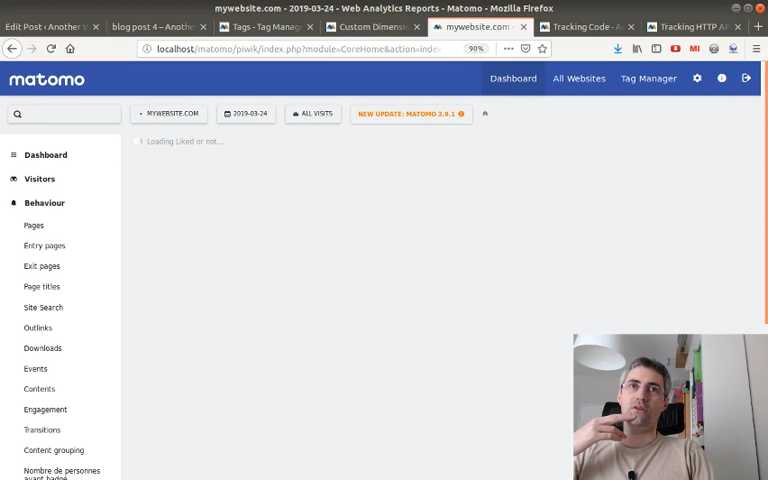 mywebsite.com - 2019-03-24 - Web Analytics Reports - Matomo - Mozilla Firefox
Edit Post ‹ Another W
blog post 4 – Anothe
Tags - Tag Manag
Custom Dimensi
mywebsite.com -
Tracking Code - A
Tracking HTTP AP
localhost/matomo/piwik/index.php?module=CoreHome&action=index
90%
matomo
Dashboard
All Websites
Tag Manager
MYWEBSITE.COM
2019-03-24
ALL VISITS
NEW UPDATE: MATOMO 3.9.1
Loading Liked or not...
Dashboard
Visitors
Behaviour
Pages
Entry pages
Exit pages
Page titles
Site Search
Outlinks
Downloads
Events
Contents
Engagement
Transitions
Content grouping
Nombre de personnes
ayant badgé